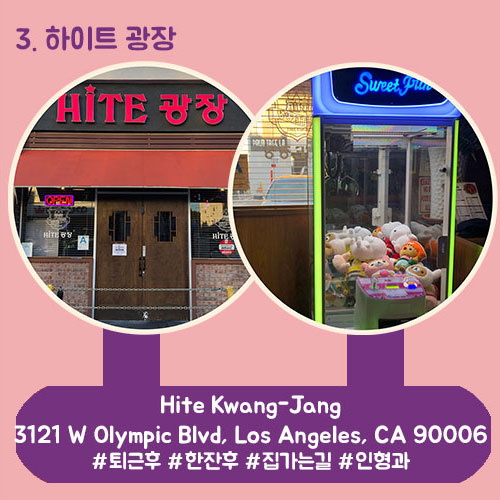 3. 하이트 광장
HITE 광장
OPEN
HITE 광장
A
Sweet Fun
Hite Kwang-Jang
3121 W Olympic Blvd, Los Angeles, CA 90006
#퇴근후 #한잔후 #집가는길 #인형과